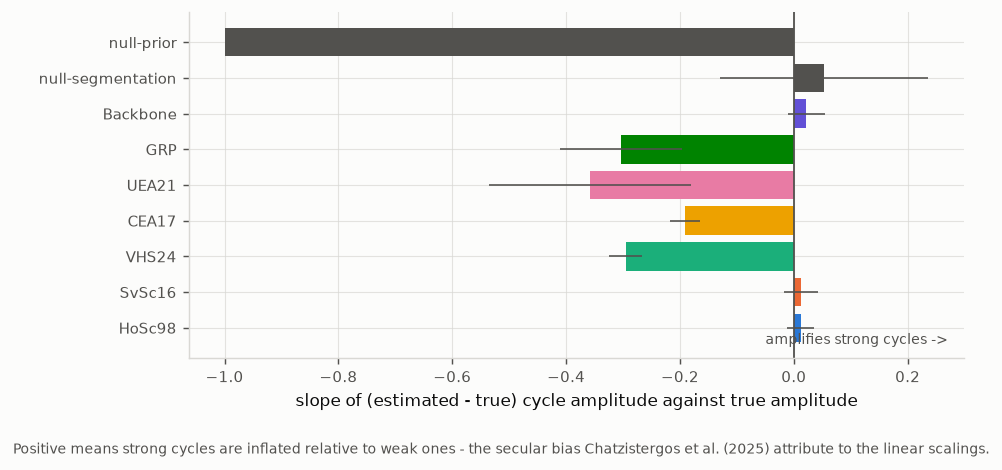 null-prior
null-segmentation
Backbone
GRP
UEA21
CEA17
VHS24
SvSc16
HoSc98
amplifies strong cycles ->
−1.0 −0.8 −0.6 −0.4 −0.2 0.0 0.2
slope of (estimated - true) cycle amplitude against true amplitude
Positive means strong cycles are inflated relative to weak ones - the secular bias Chatzistergos et al. (2025) attribute to the linear scalings.